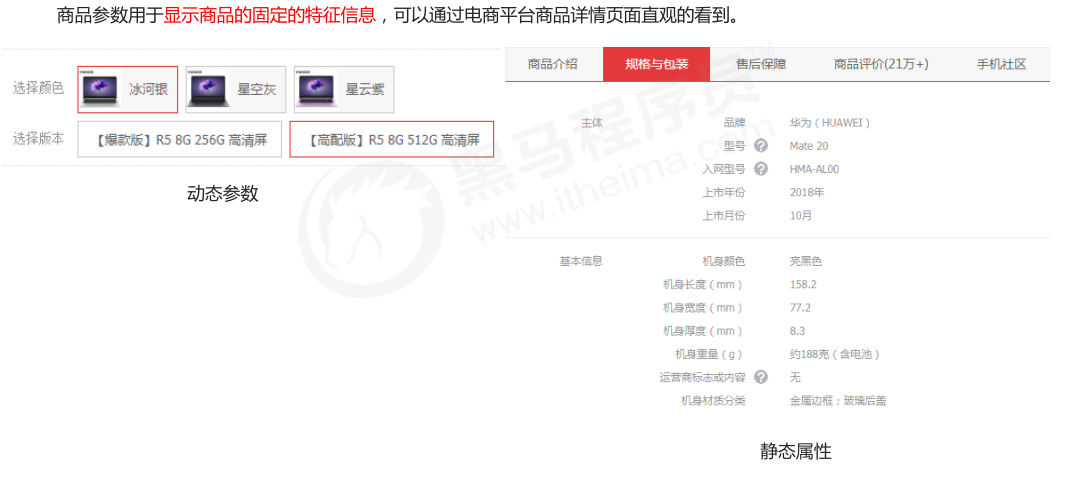 商品参数用于显示商品的固定的特征信息，可以通过电商平台商品详情页面直观的看到。
选择颜色 冰河银 星空灰 星云紫
选择版本 【爆款版】R5 8G 256G 高清屏 【高配版】R5 8G 512G 高清屏
动态参数
商品介绍 规格与包装 售后保障 商品评价(21万+) 手机社区
主体 品牌 华为（HUAWEI）
型号 ? Mate 20
入网型号 ? HMA-AL00
上市年份 2018年
上市月份 10月
基本信息 机身颜色 亮黑色
机身长度（mm） 158.2
机身宽度（mm） 77.2
机身厚度（mm） 8.3
机身重量（g） 约188克（含电池）
运营商标志或内容 ? 无
机身材质分类 金属边框；玻璃后盖
静态属性
黑马程序员™
www.itheima.com